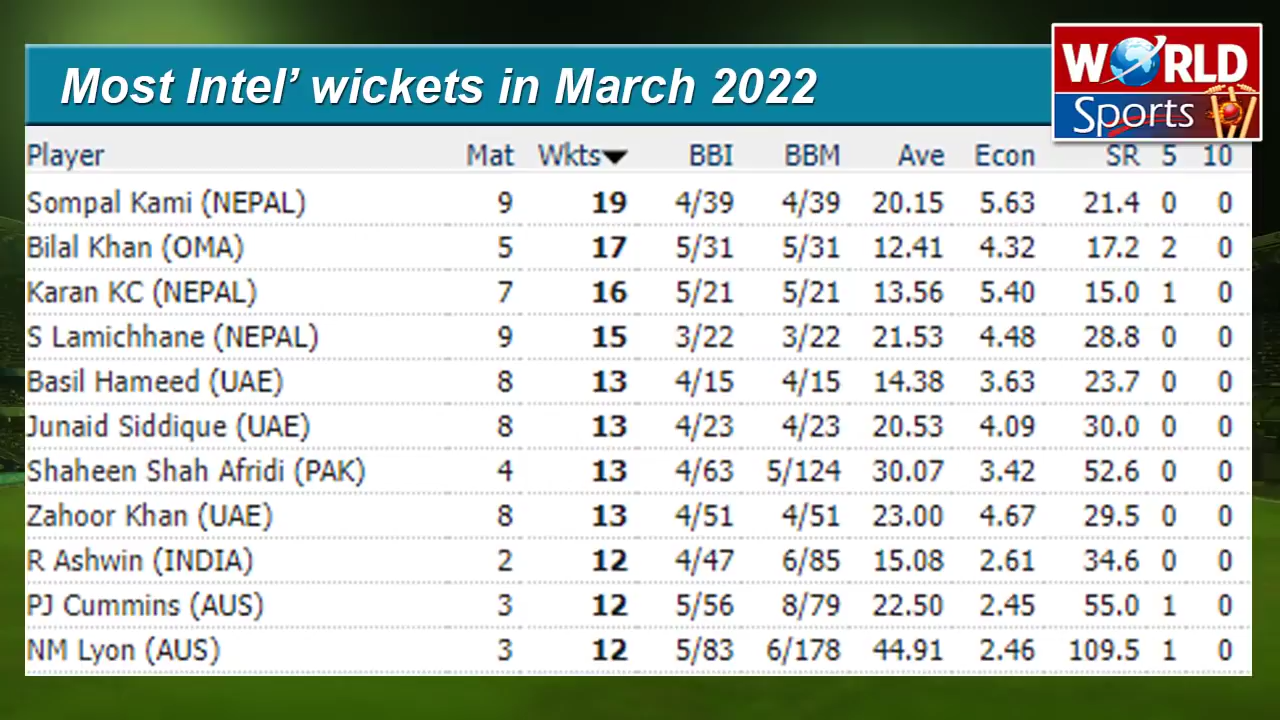 Most Intel’ wickets in March 2022
WORLD
Sports
Player Mat Wkts▼ BBI BBM Ave Econ SR 5 10
Sompal Kami (NEPAL) 9 19 4/39 4/39 20.15 5.63 21.4 0 0
Bilal Khan (OMA) 5 17 5/31 5/31 12.41 4.32 17.2 2 0
Karan KC (NEPAL) 7 16 5/21 5/21 13.56 5.40 15.0 1 0
S Lamichhane (NEPAL) 9 15 3/22 3/22 21.53 4.48 28.8 0 0
Basil Hameed (UAE) 8 13 4/15 4/15 14.38 3.63 23.7 0 0
Junaid Siddique (UAE) 8 13 4/23 4/23 20.53 4.09 30.0 0 0
Shaheen Shah Afridi (PAK) 4 13 4/63 5/124 30.07 3.42 52.6 0 0
Zahoor Khan (UAE) 8 13 4/51 4/51 23.00 4.67 29.5 0 0
R Ashwin (INDIA) 2 12 4/47 6/85 15.08 2.61 34.6 0 0
PJ Cummins (AUS) 3 12 5/56 8/79 22.50 2.45 55.0 1 0
NM Lyon (AUS) 3 12 5/83 6/178 44.91 2.46 109.5 1 0